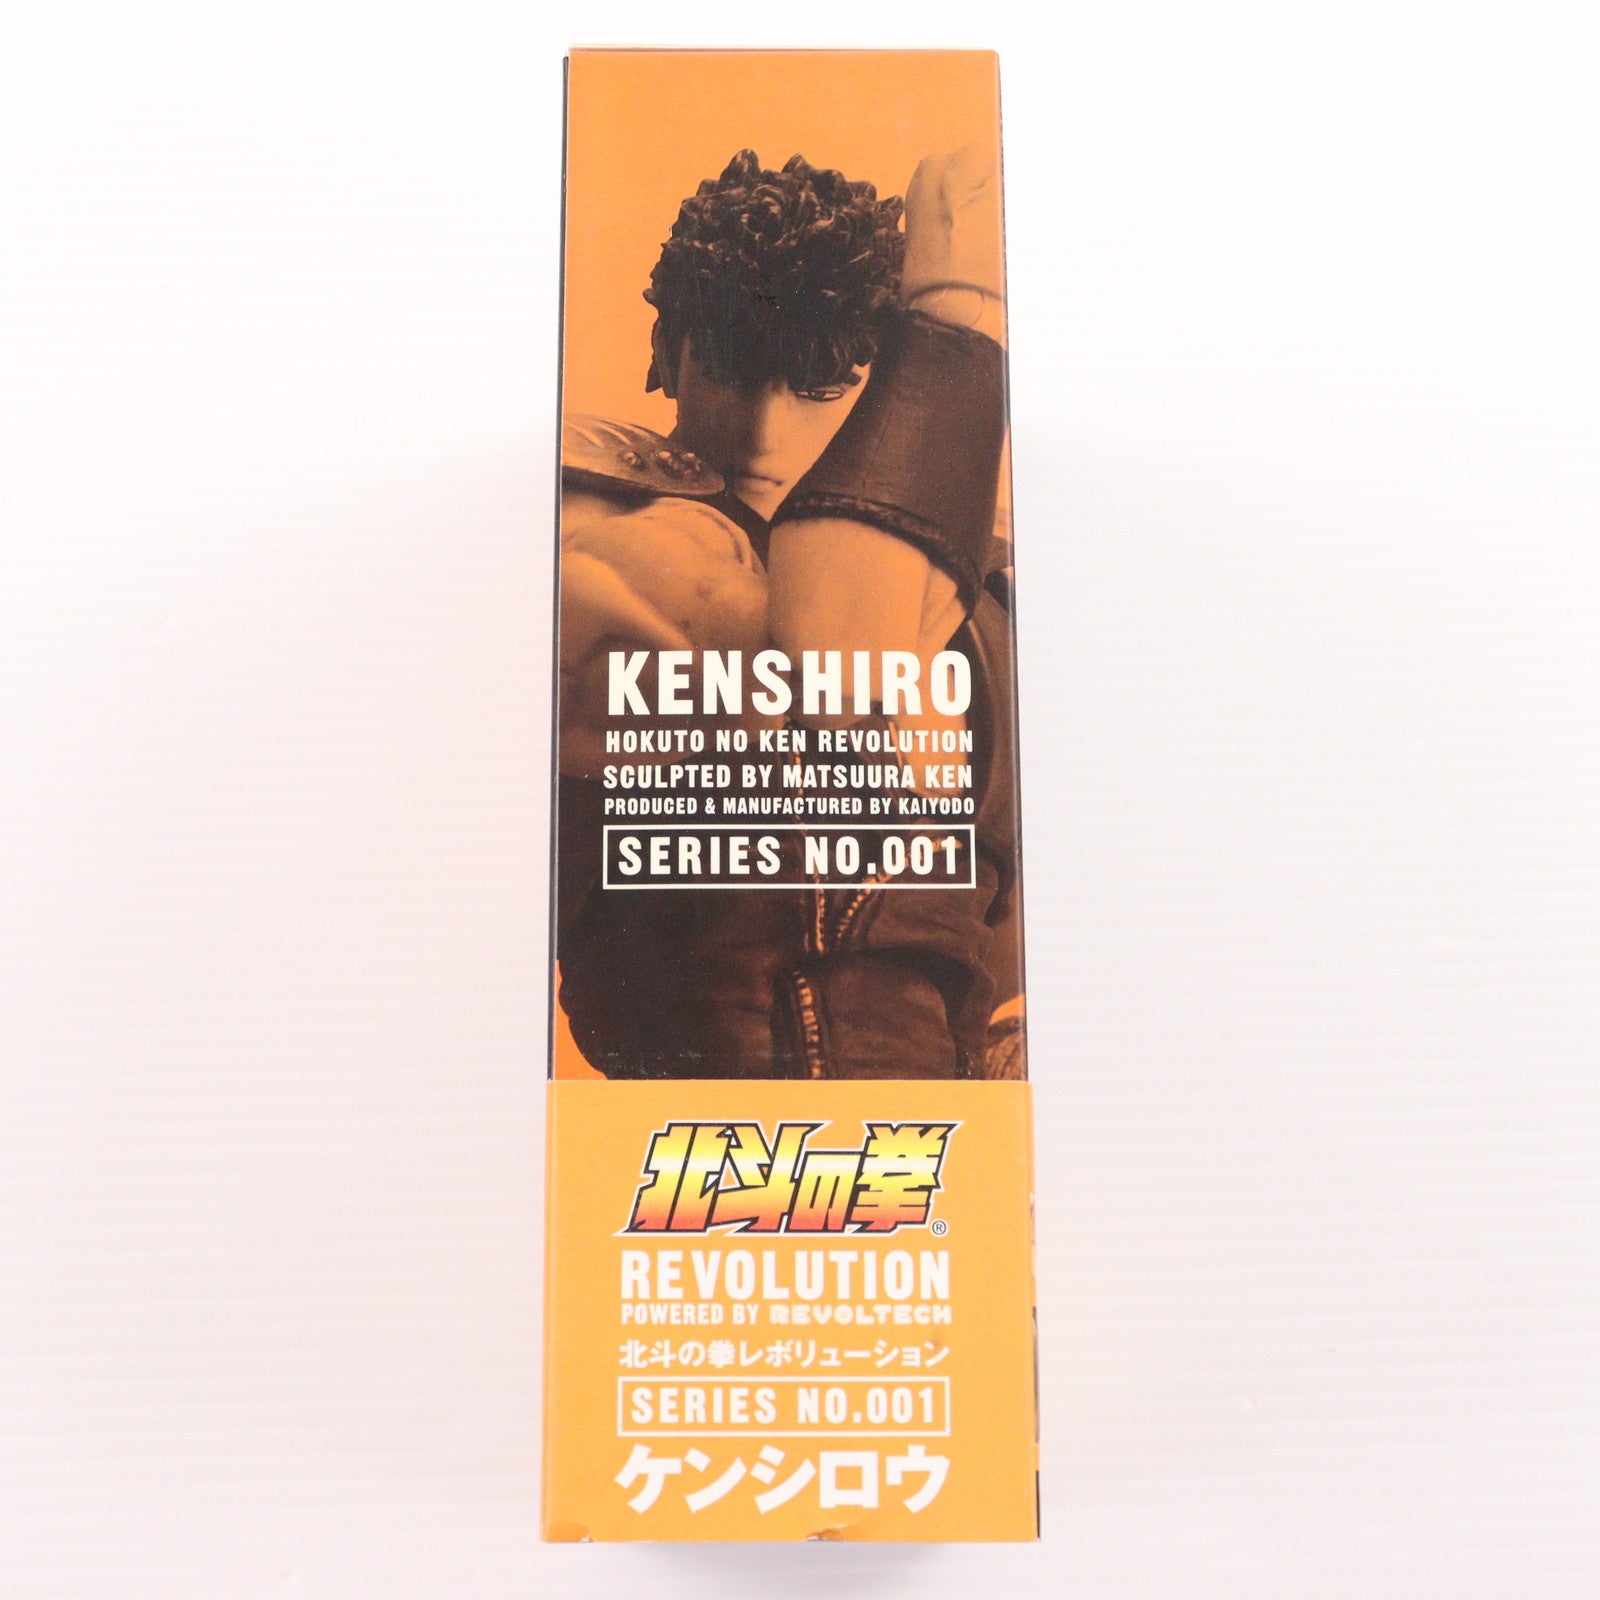 KENSHIRO
HOKUTO NO KEN REVOLUTION
SCULPTED BY MATSUURA KEN
PRODUCED & MANUFACTURED BY KAIYODO
SERIES NO.001
北斗の拳®
REVOLUTION
POWERED BY REVOLTECH
北斗の拳レボリューション
SERIES NO.001
ケンシロウ